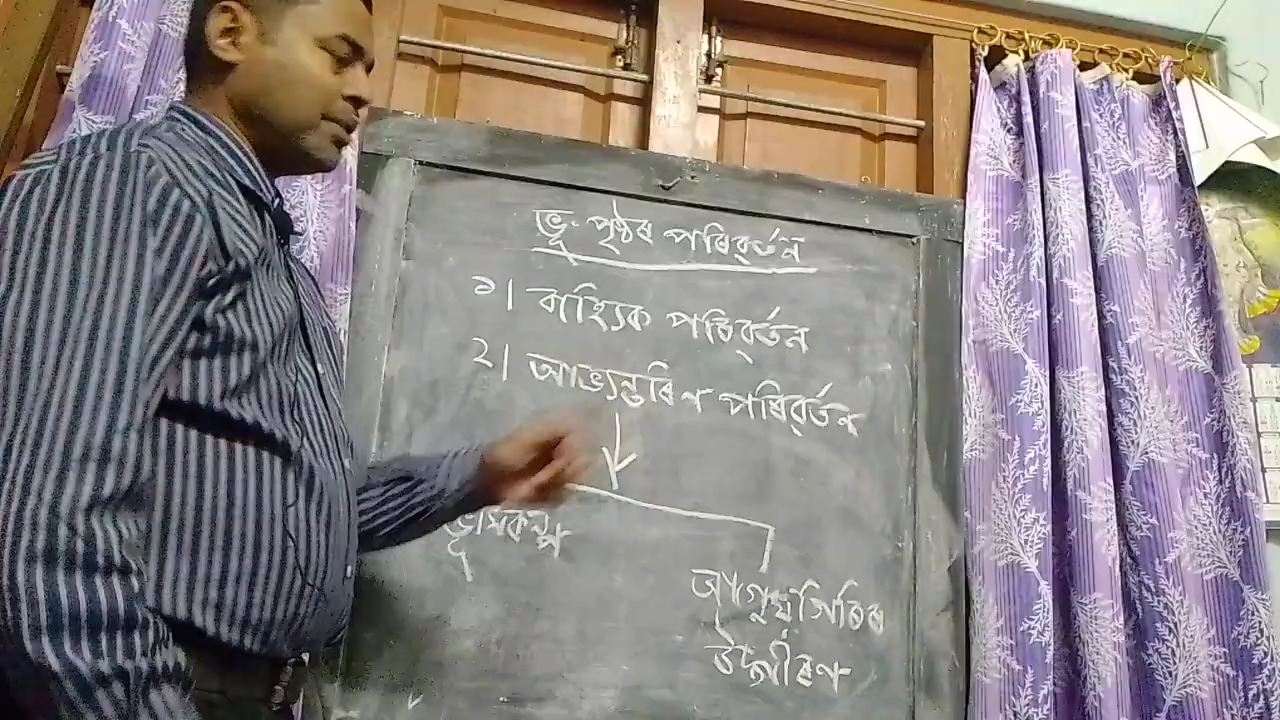 ভূ-পৃষ্ঠৰ পৰিৱৰ্তন
১। বাহ্যিক পৰিৱৰ্তন
২। আভ্যন্তৰিণ পৰিৱৰ্তন
ভূমিকম্প
আগ্নেয়গিৰিৰ
উদ্গীৰণ